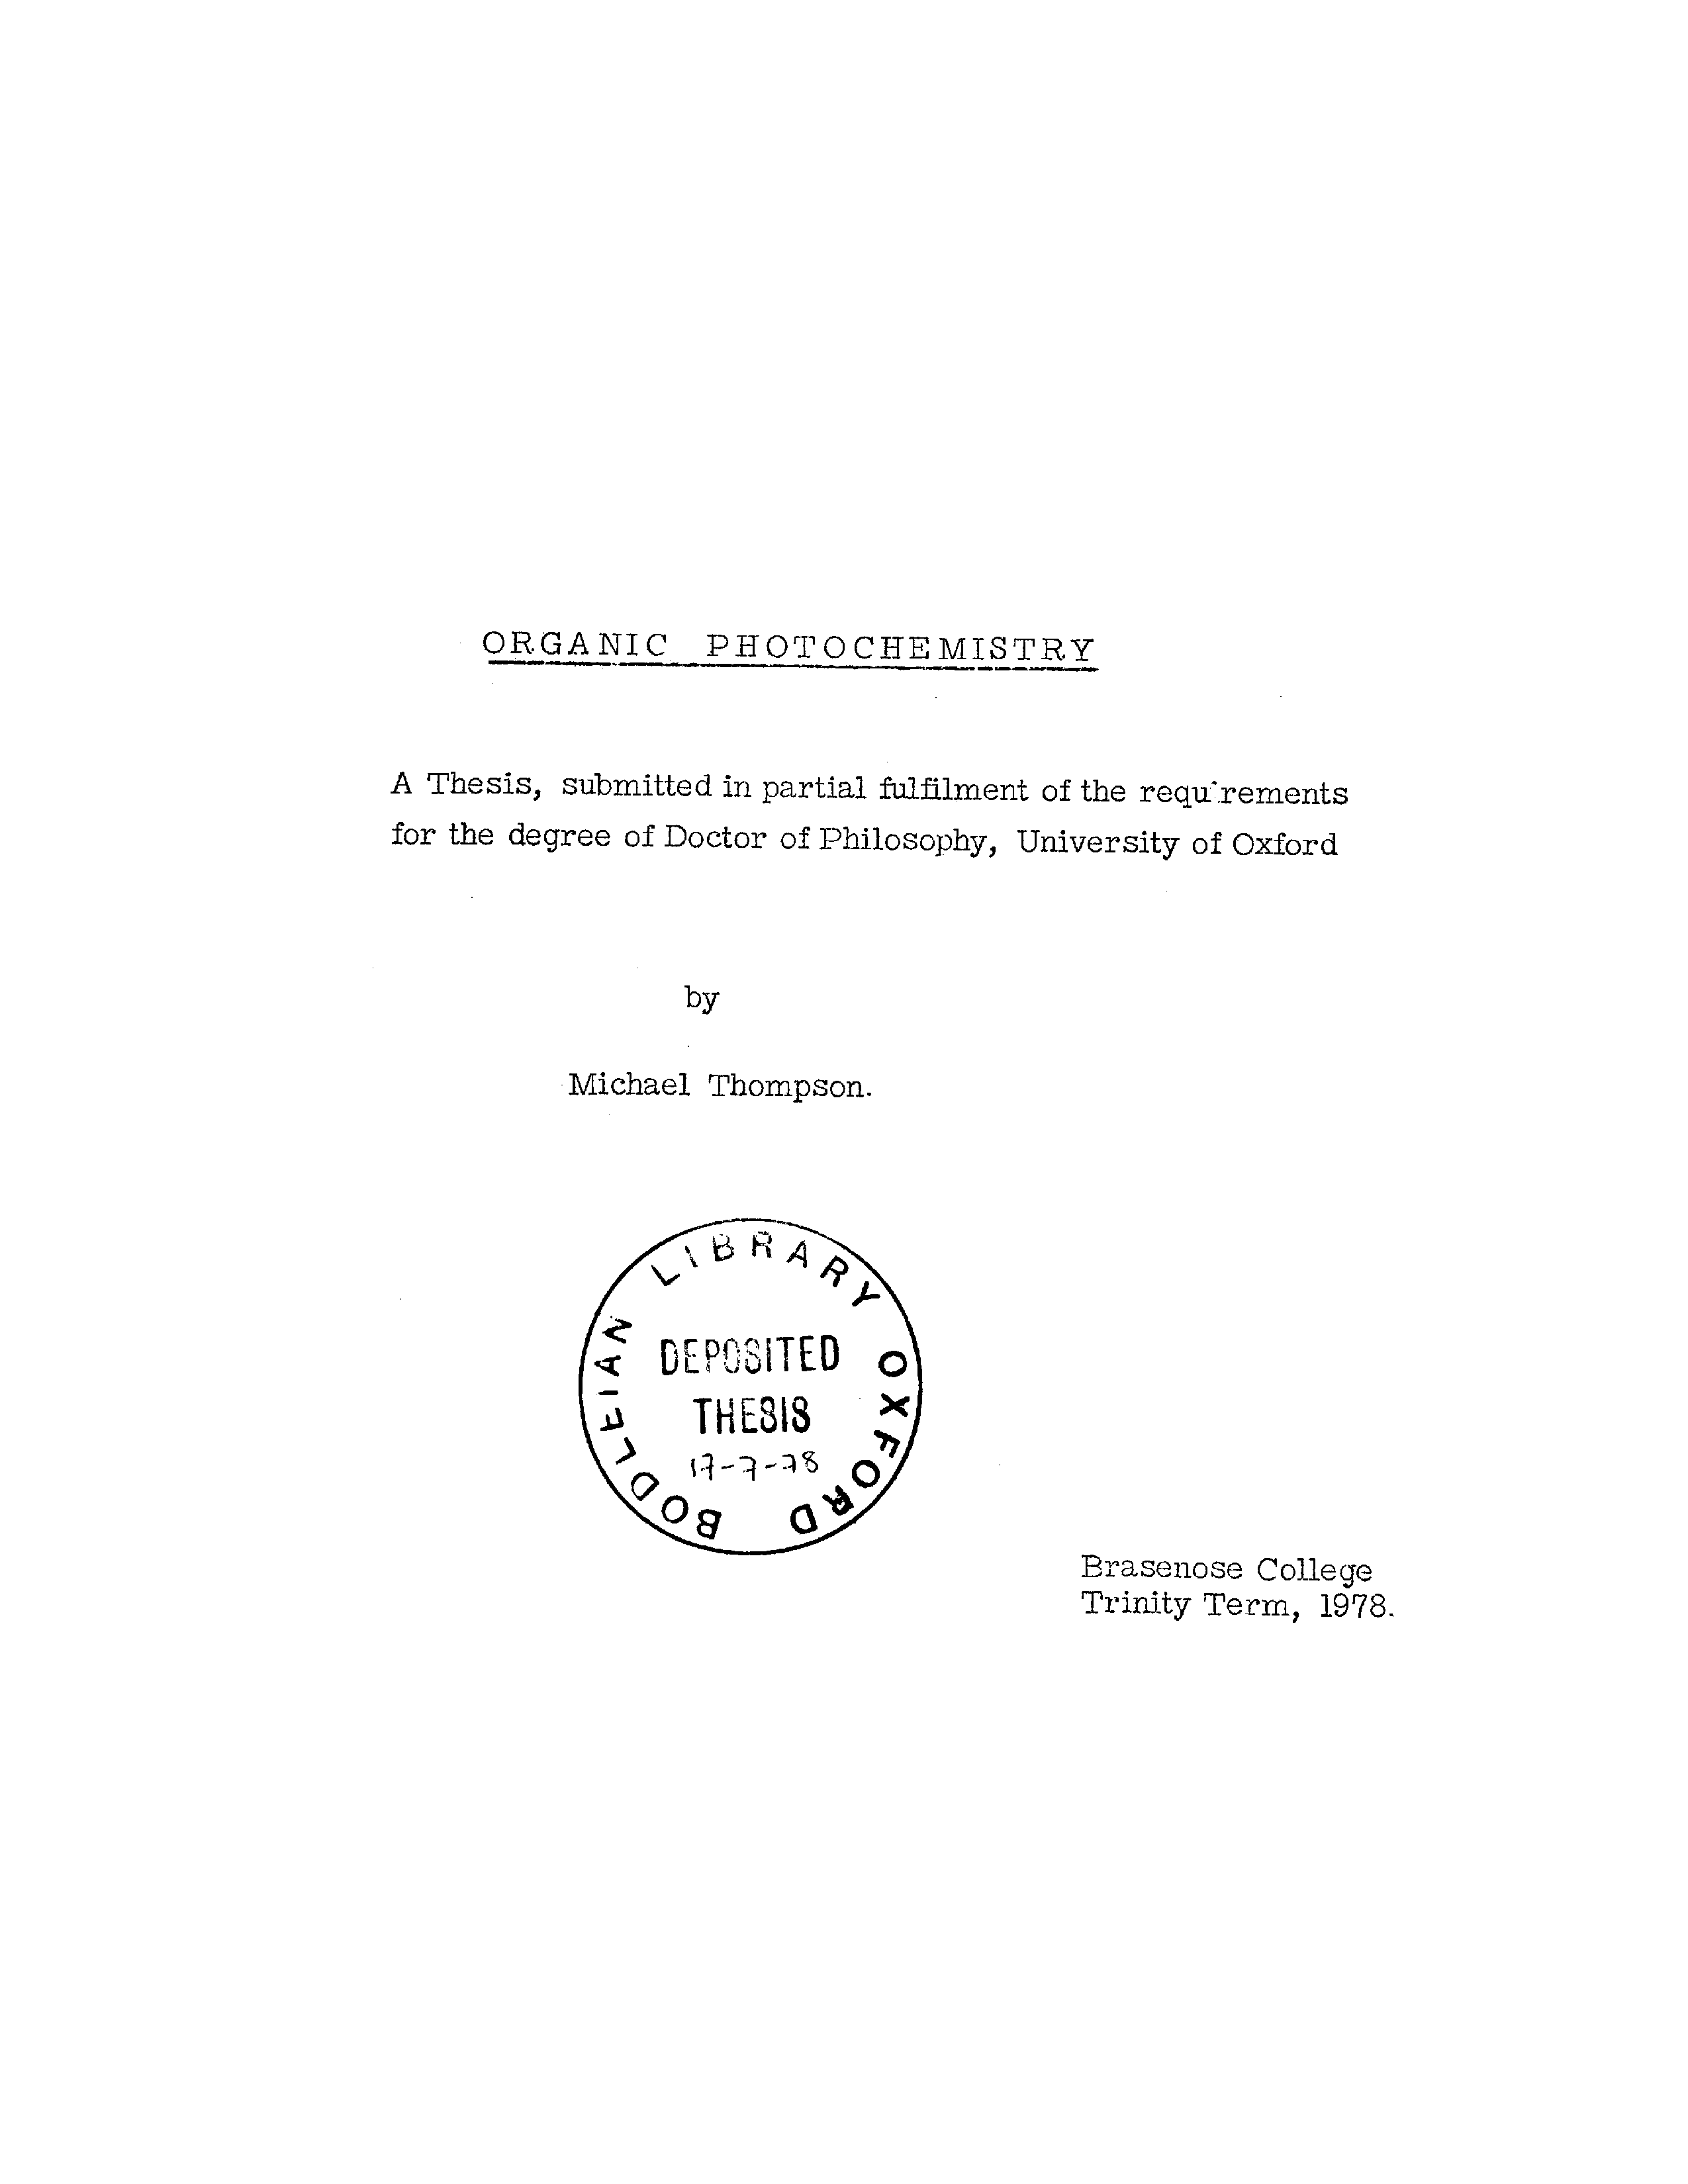 ORGANIC PHOTOCHEMISTRY
A Thesis, submitted in partial fulfilment of the requirements
for the degree of Doctor of Philosophy, University of Oxford
by
Michael Thompson.
BODLEIAN LIBRARY OXFORD
DEPOSITED
THESIS
17-7-78
Brasenose College
Trinity Term, 1978.